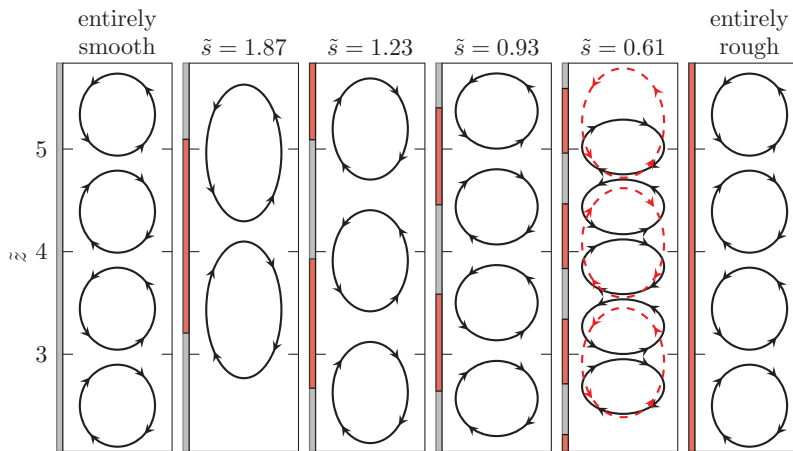 entirely
smooth
s̃ = 1.87
s̃ = 1.23
s̃ = 0.93
s̃ = 0.61
entirely
rough
z̃
5
4
3